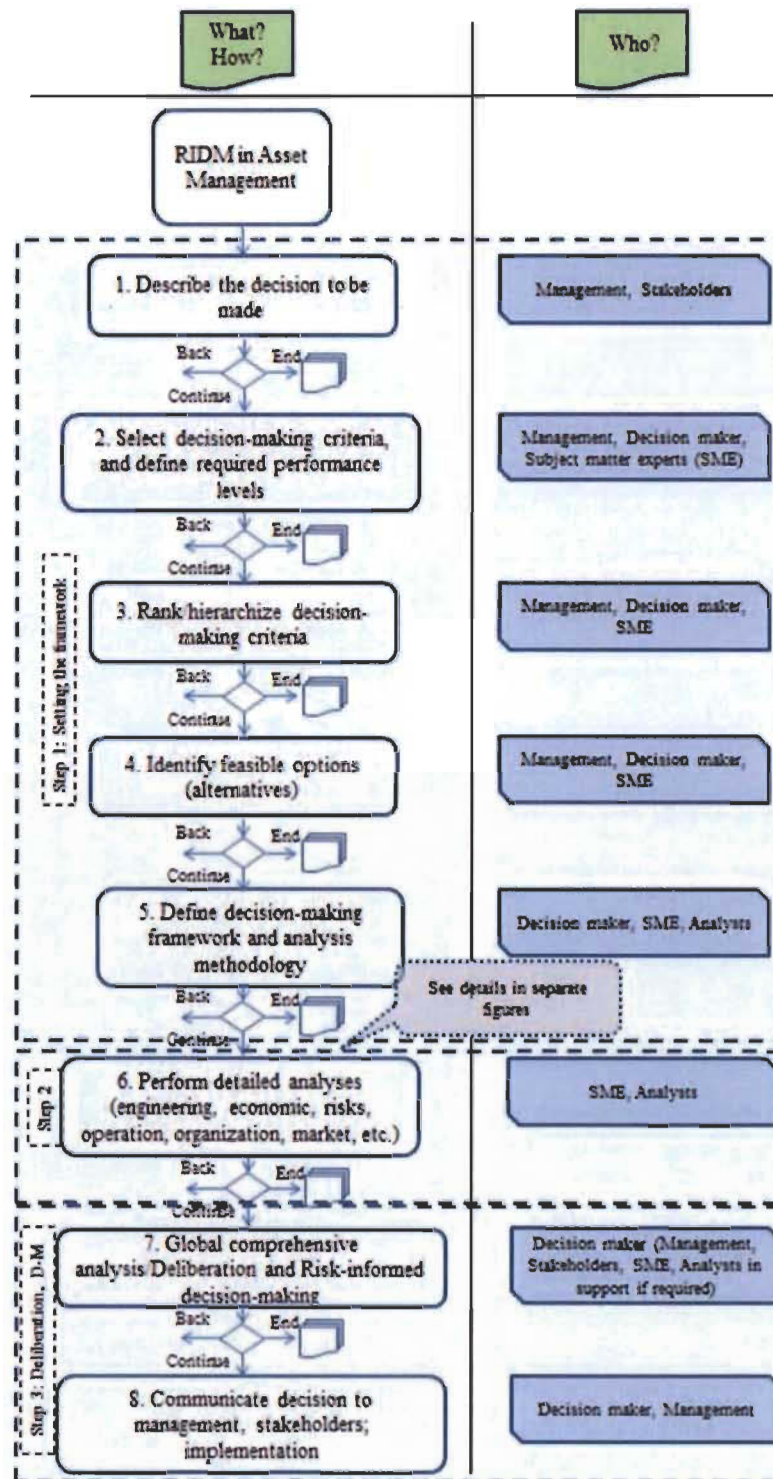 What?
How?
Who?
RIDM in Asset
Management
1. Describe the decision to be
made
Management, Stakeholders
Back
End
Continue
2. Select decision-making criteria,
and define required performance
levels
Management, Decision maker,
Subject matter experts (SME)
Back
End
Continue
3. Rank/hierarchize decision-
making criteria
Management, Decision maker,
SME
Back
End
Continue
4. Identify feasible options
(alternatives)
Management, Decision maker,
SME
Back
End
Continue
5. Define decision-making
framework and analysis
methodology
Decision maker, SME, Analysts
Back
End
Continue
See details in separate
figures
Step 1: Setting the framework
6. Perform detailed analyses
(engineering, economic, risks,
operation, organization, market, etc.)
SME, Analysts
Step 2
Back
End
Continue
7. Global comprehensive
analysis/Deliberation and Risk-informed
decision-making
Decision maker (Management,
Stakeholders, SME, Analysts in
support if required)
Back
End
Continue
8. Communicate decision to
management, stakeholders;
implementation
Decision maker, Management
Step 3: Deliberation, D-M